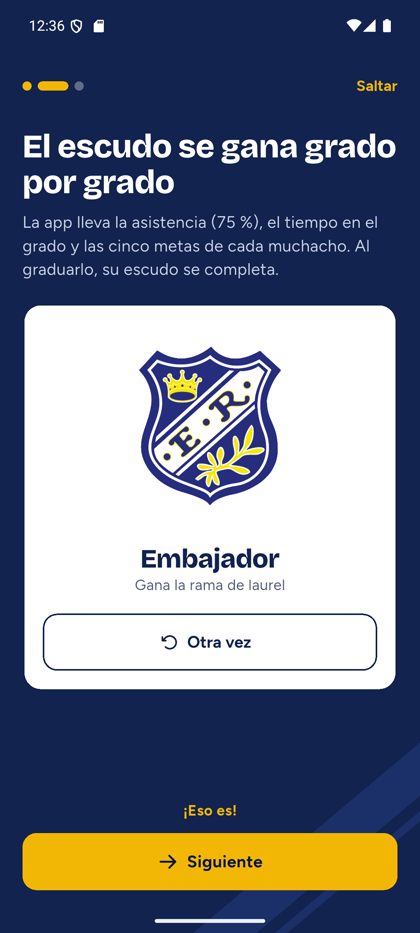 12:36
Saltar
El escudo se gana grado
por grado
La app lleva la asistencia (75 %), el tiempo en el
grado y las cinco metas de cada muchacho. Al
graduarlo, su escudo se completa.
·E·R·
Embajador
Gana la rama de laurel
Otra vez
¡Eso es!
Siguiente